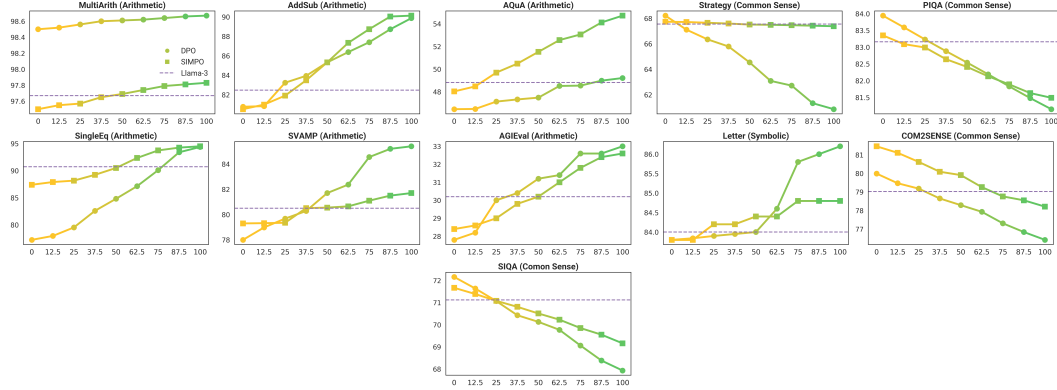 MultiArith (Arithmetic)
98.6
98.4
98.2
98.0
97.8
97.6
DPO
SIMPO
Llama-3
0 12.5 25 37.5 50 62.5 75 87.5 100
AddSub (Arithmetic)
90
88
86
84
82
0 12.5 25 37.5 50 62.5 75 87.5 100
AQuA (Arithmetic)
54
52
50
48
0 12.5 25 37.5 50 62.5 75 87.5 100
Strategy (Common Sense)
68
66
64
62
0 12.5 25 37.5 50 62.5 75 87.5 100
PIQA (Common Sense)
84.0
83.5
83.0
82.5
82.0
81.5
0 12.5 25 37.5 50 62.5 75 87.5 100
SingleEq (Arithmetic)
95
90
85
80
0 12.5 25 37.5 50 62.5 75 87.5 100
SVAMP (Arithmetic)
84
82
80
78
0 12.5 25 37.5 50 62.5 75 87.5 100
AGIEval (Arithmetic)
33
32
31
30
29
28
0 12.5 25 37.5 50 62.5 75 87.5 100
Letter (Symbolic)
86.0
85.5
85.0
84.5
84.0
0 12.5 25 37.5 50 62.5 75 87.5 100
COM2SENSE (Common Sense)
81
80
79
78
77
0 12.5 25 37.5 50 62.5 75 87.5 100
SIQA (Comon Sense)
72
71
70
69
68
0 12.5 25 37.5 50 62.5 75 87.5 100